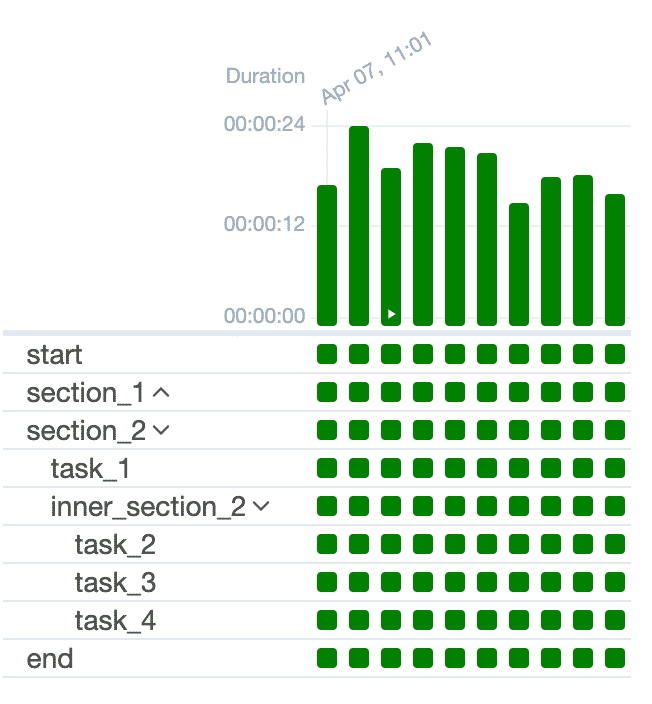 Apr 07, 11:01
Duration
00:00:24
00:00:12
00:00:00
start
section_1
section_2
task_1
inner_section_2
task_2
task_3
task_4
end